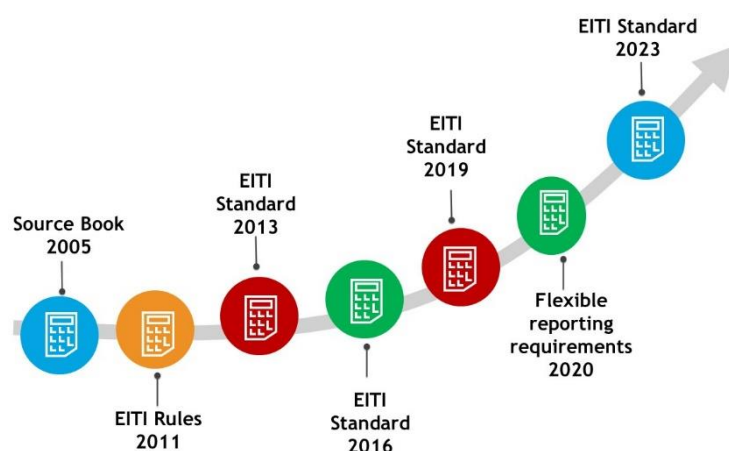 Source Book
2005
EITI Rules
2011
EITI
Standard
2013
EITI
Standard
2016
EITI
Standard
2019
Flexible
reporting
requirements
2020
EITI Standard
2023